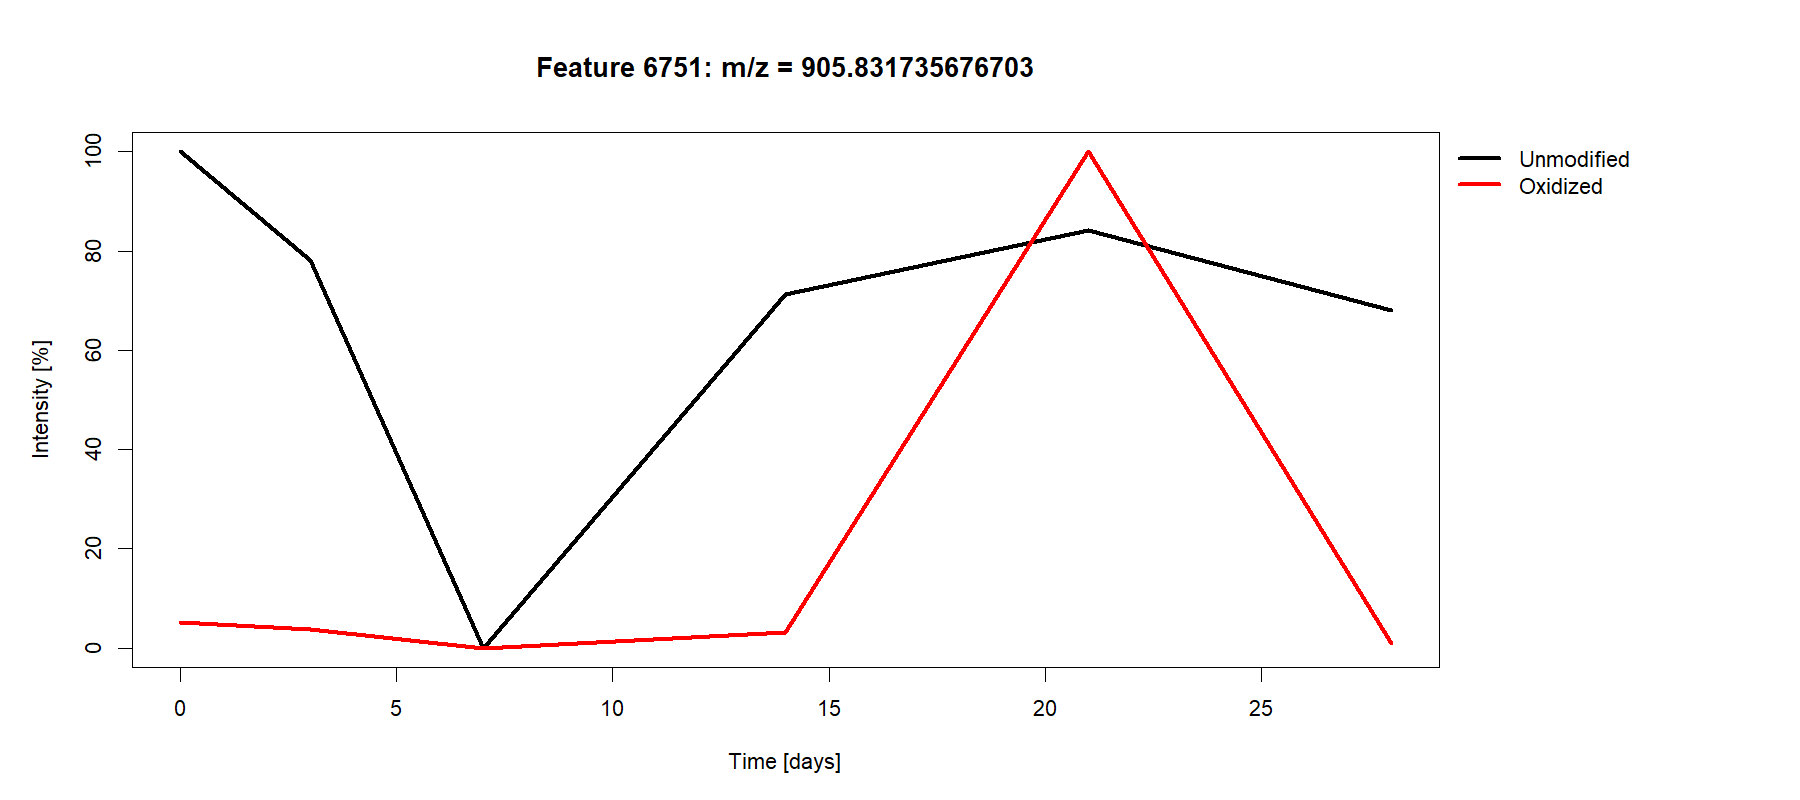 Feature 6751: m/z = 905.831735676703
Unmodified
Oxidized
100
80
60
40
20
0
Intensity [%]
0 5 10 15 20 25
Time [days]